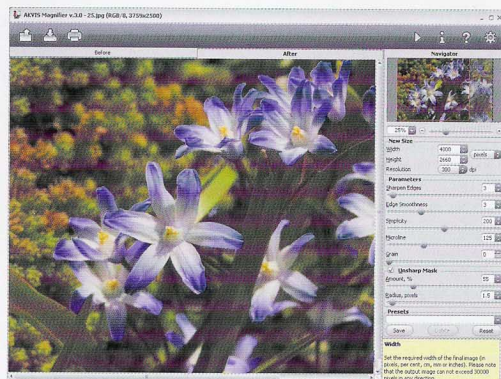 ALVIS Magnifier v.3.0 - 25.jpg (RGB/8, 3759x2500)
Before
After
Navigator
25%
New Size
Width 4000 pixels
Height 2660
Resolution 300 dpi
Parameters
Sharpen Edges 3
Edge Smoothness 3
Simplicity 200
Microline 125
Grain 0
Unsharp Mask
Amount, % 55
Radius, pixels 1.5
Presets
Save Delete Reset
Width
Set the required width of the final image (in
pixels, per cent, cm, mm or inches). Please note
that the output image can not exceed 30000
pixels in any direction.